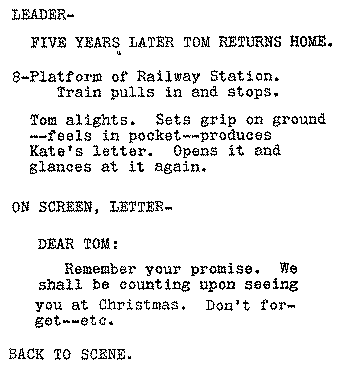 LEADER-
FIVE YEARS LATER TOM RETURNS HOME.
8-Platform of Railway Station.
Train pulls in and stops.
Tom alights. Sets grip on ground
--feels in pocket--produces
Kate's letter. Opens it and
glances at it again.
ON SCREEN, LETTER-
DEAR TOM:
Remember your promise. We
shall be counting upon seeing
you at Christmas. Don't for-
get--etc.
BACK TO SCENE.